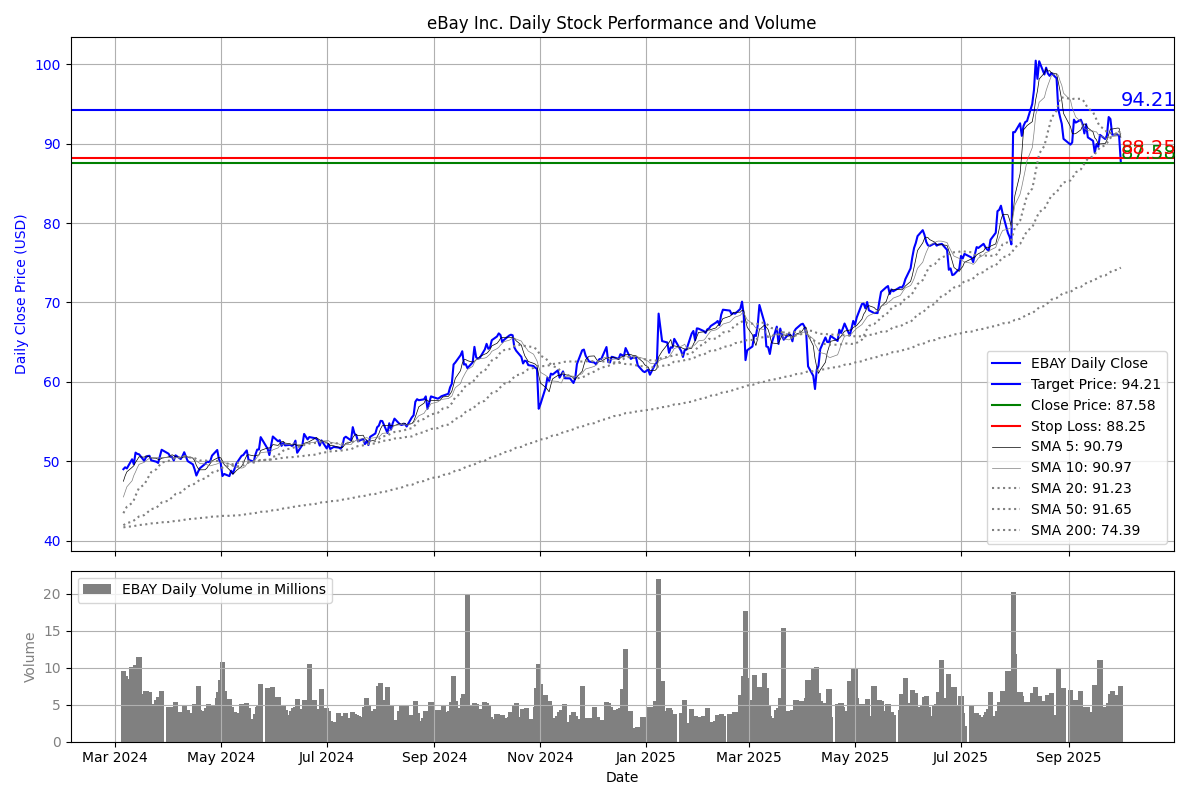 eBay Inc. Daily Stock Performance and Volume
100
90
80
70
60
50
40
Daily Close Price (USD)
94.21
88.25
87.58
EBAY Daily Close
Target Price: 94.21
Close Price: 87.58
Stop Loss: 88.25
SMA 5: 90.79
SMA 10: 90.97
SMA 20: 91.23
SMA 50: 91.65
SMA 200: 74.39
EBAY Daily Volume in Millions
20
15
10
5
0
Volume
Mar 2024
May 2024
Jul 2024
Sep 2024
Nov 2024
Jan 2025
Mar 2025
May 2025
Jul 2025
Sep 2025
Date